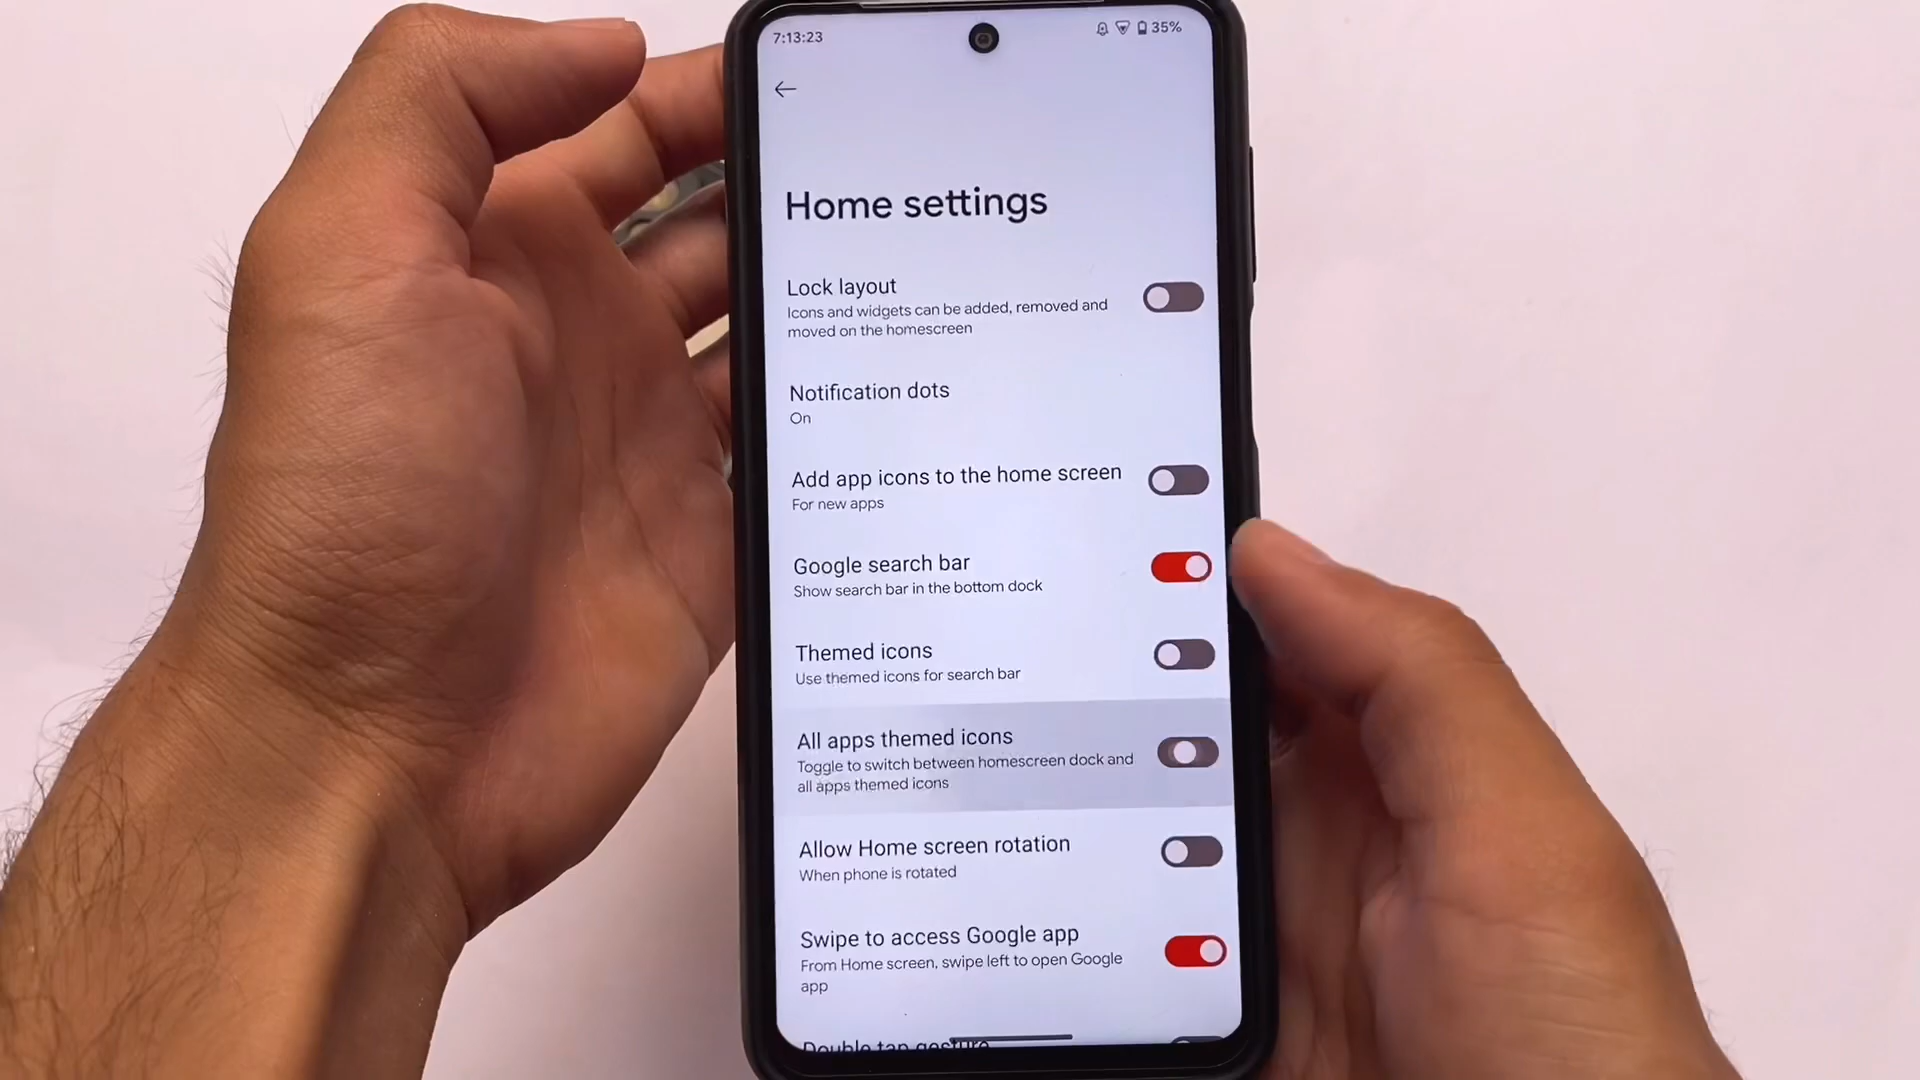 7:13:23
35%
Home settings
Lock layout
Icons and widgets can be added, removed and
moved on the homescreen
Notification dots
On
Add app icons to the home screen
For new apps
Google search bar
Show search bar in the bottom dock
Themed icons
Use themed icons for search bar
All apps themed icons
Toggle to switch between homescreen dock and
all apps themed icons
Allow Home screen rotation
When phone is rotated
Swipe to access Google app
From Home screen, swipe left to open Google
app
Double tap gesture